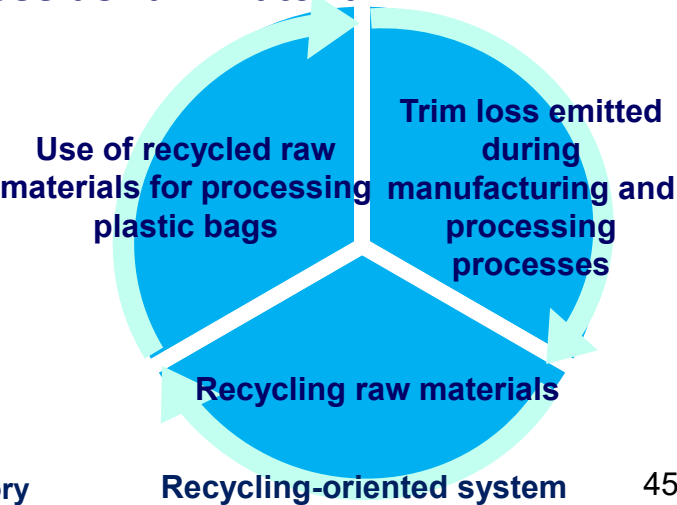 Use of recycled raw
materials for processing
plastic bags
Trim loss emitted
during
manufacturing and
processing
processes
Recycling raw materials
Recycling-oriented system
45